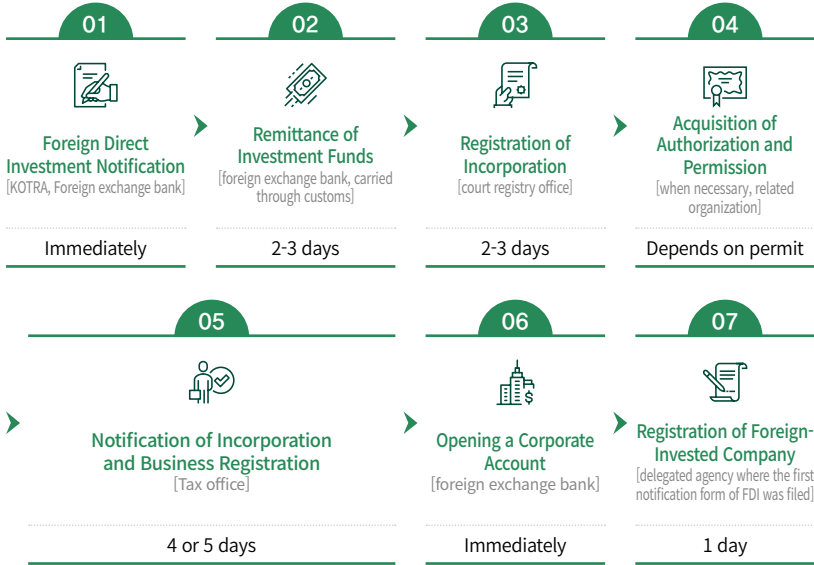 01
Foreign Direct
Investment Notification
[KOTRA, Foreign exchange bank]
Immediately
02
Remittance of
Investment Funds
[foreign exchange bank, carried
through customs]
2-3 days
03
Registration of
Incorporation
[court registry office]
2-3 days
04
Acquisition of
Authorization and
Permission
[when necessary, related
organization]
Depends on permit
05
Notification of Incorporation
and Business Registration
[Tax office]
4 or 5 days
06
Opening a Corporate
Account
[foreign exchange bank]
Immediately
07
Registration of Foreign-
Invested Company
[delegated agency where the first
notification form of FDI was filed]
1 day